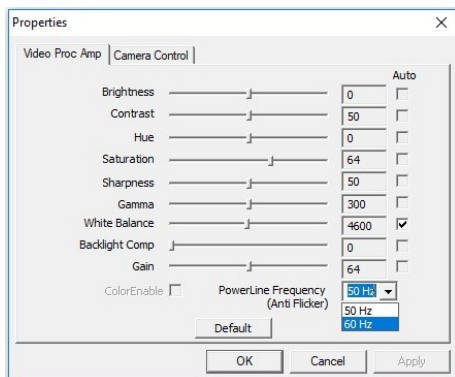 Properties
Video Proc Amp Camera Control
Auto
Brightness 0
Contrast 50
Hue 0
Saturation 64
Sharpness 50
Gamma 300
White Balance 4600
Backlight Comp 0
Gain 64
ColorEnable PowerLine Frequency 50 Hz
(Anti Flicker) 50 Hz
60 Hz
Default
OK Cancel Apply